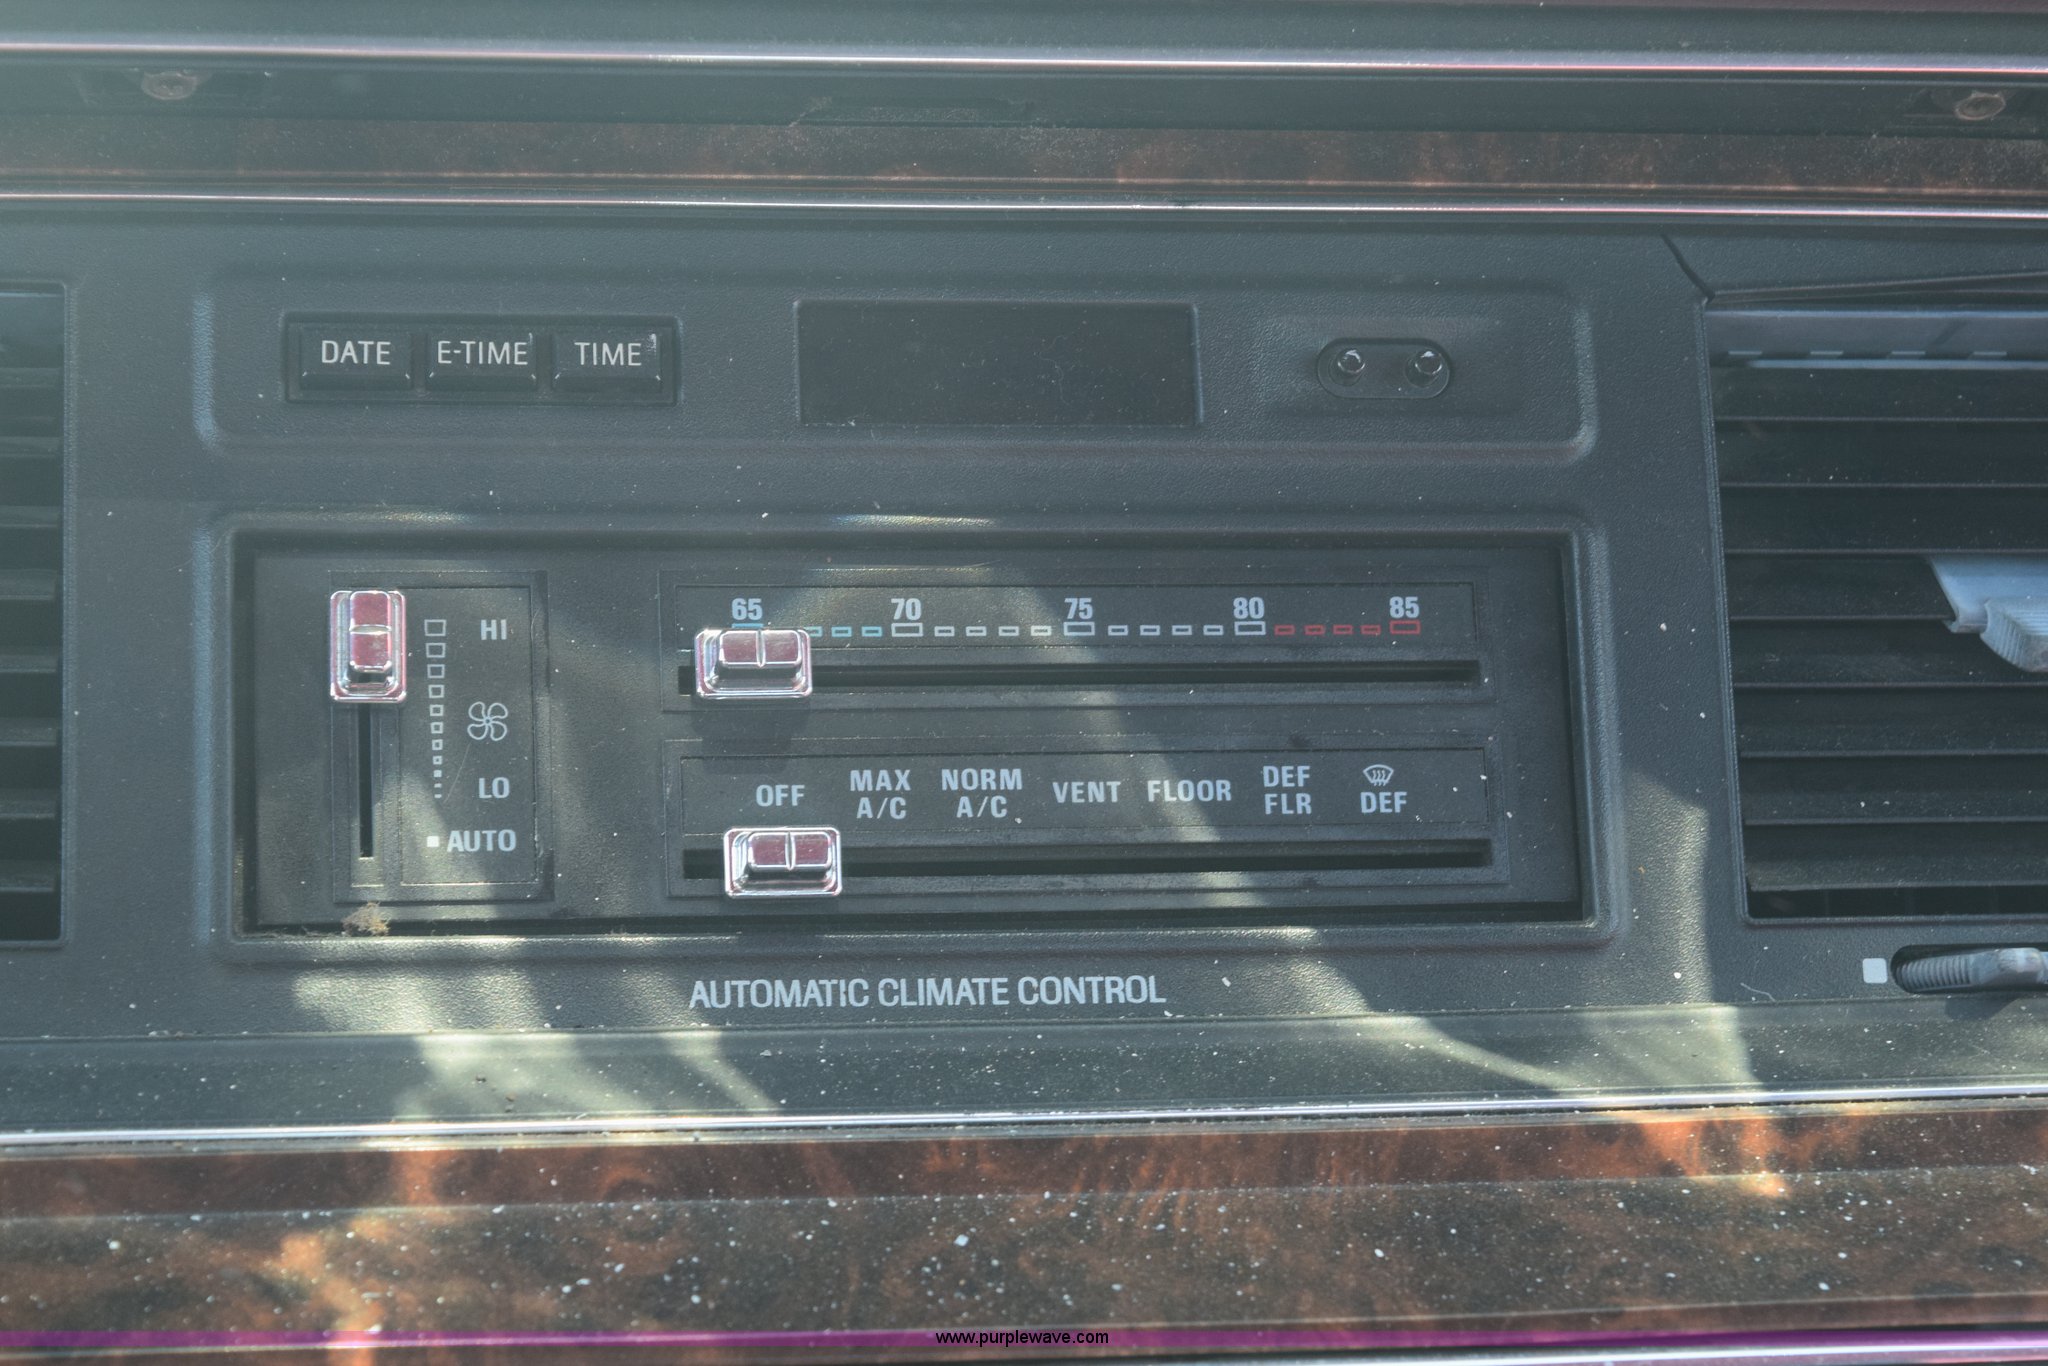 DATE E-TIME TIME
65 70 75 80 85
HI
LO
AUTO
OFF MAX A/C NORM A/C VENT FLOOR DEF FLR DEF
AUTOMATIC CLIMATE CONTROL
www.purplewave.com